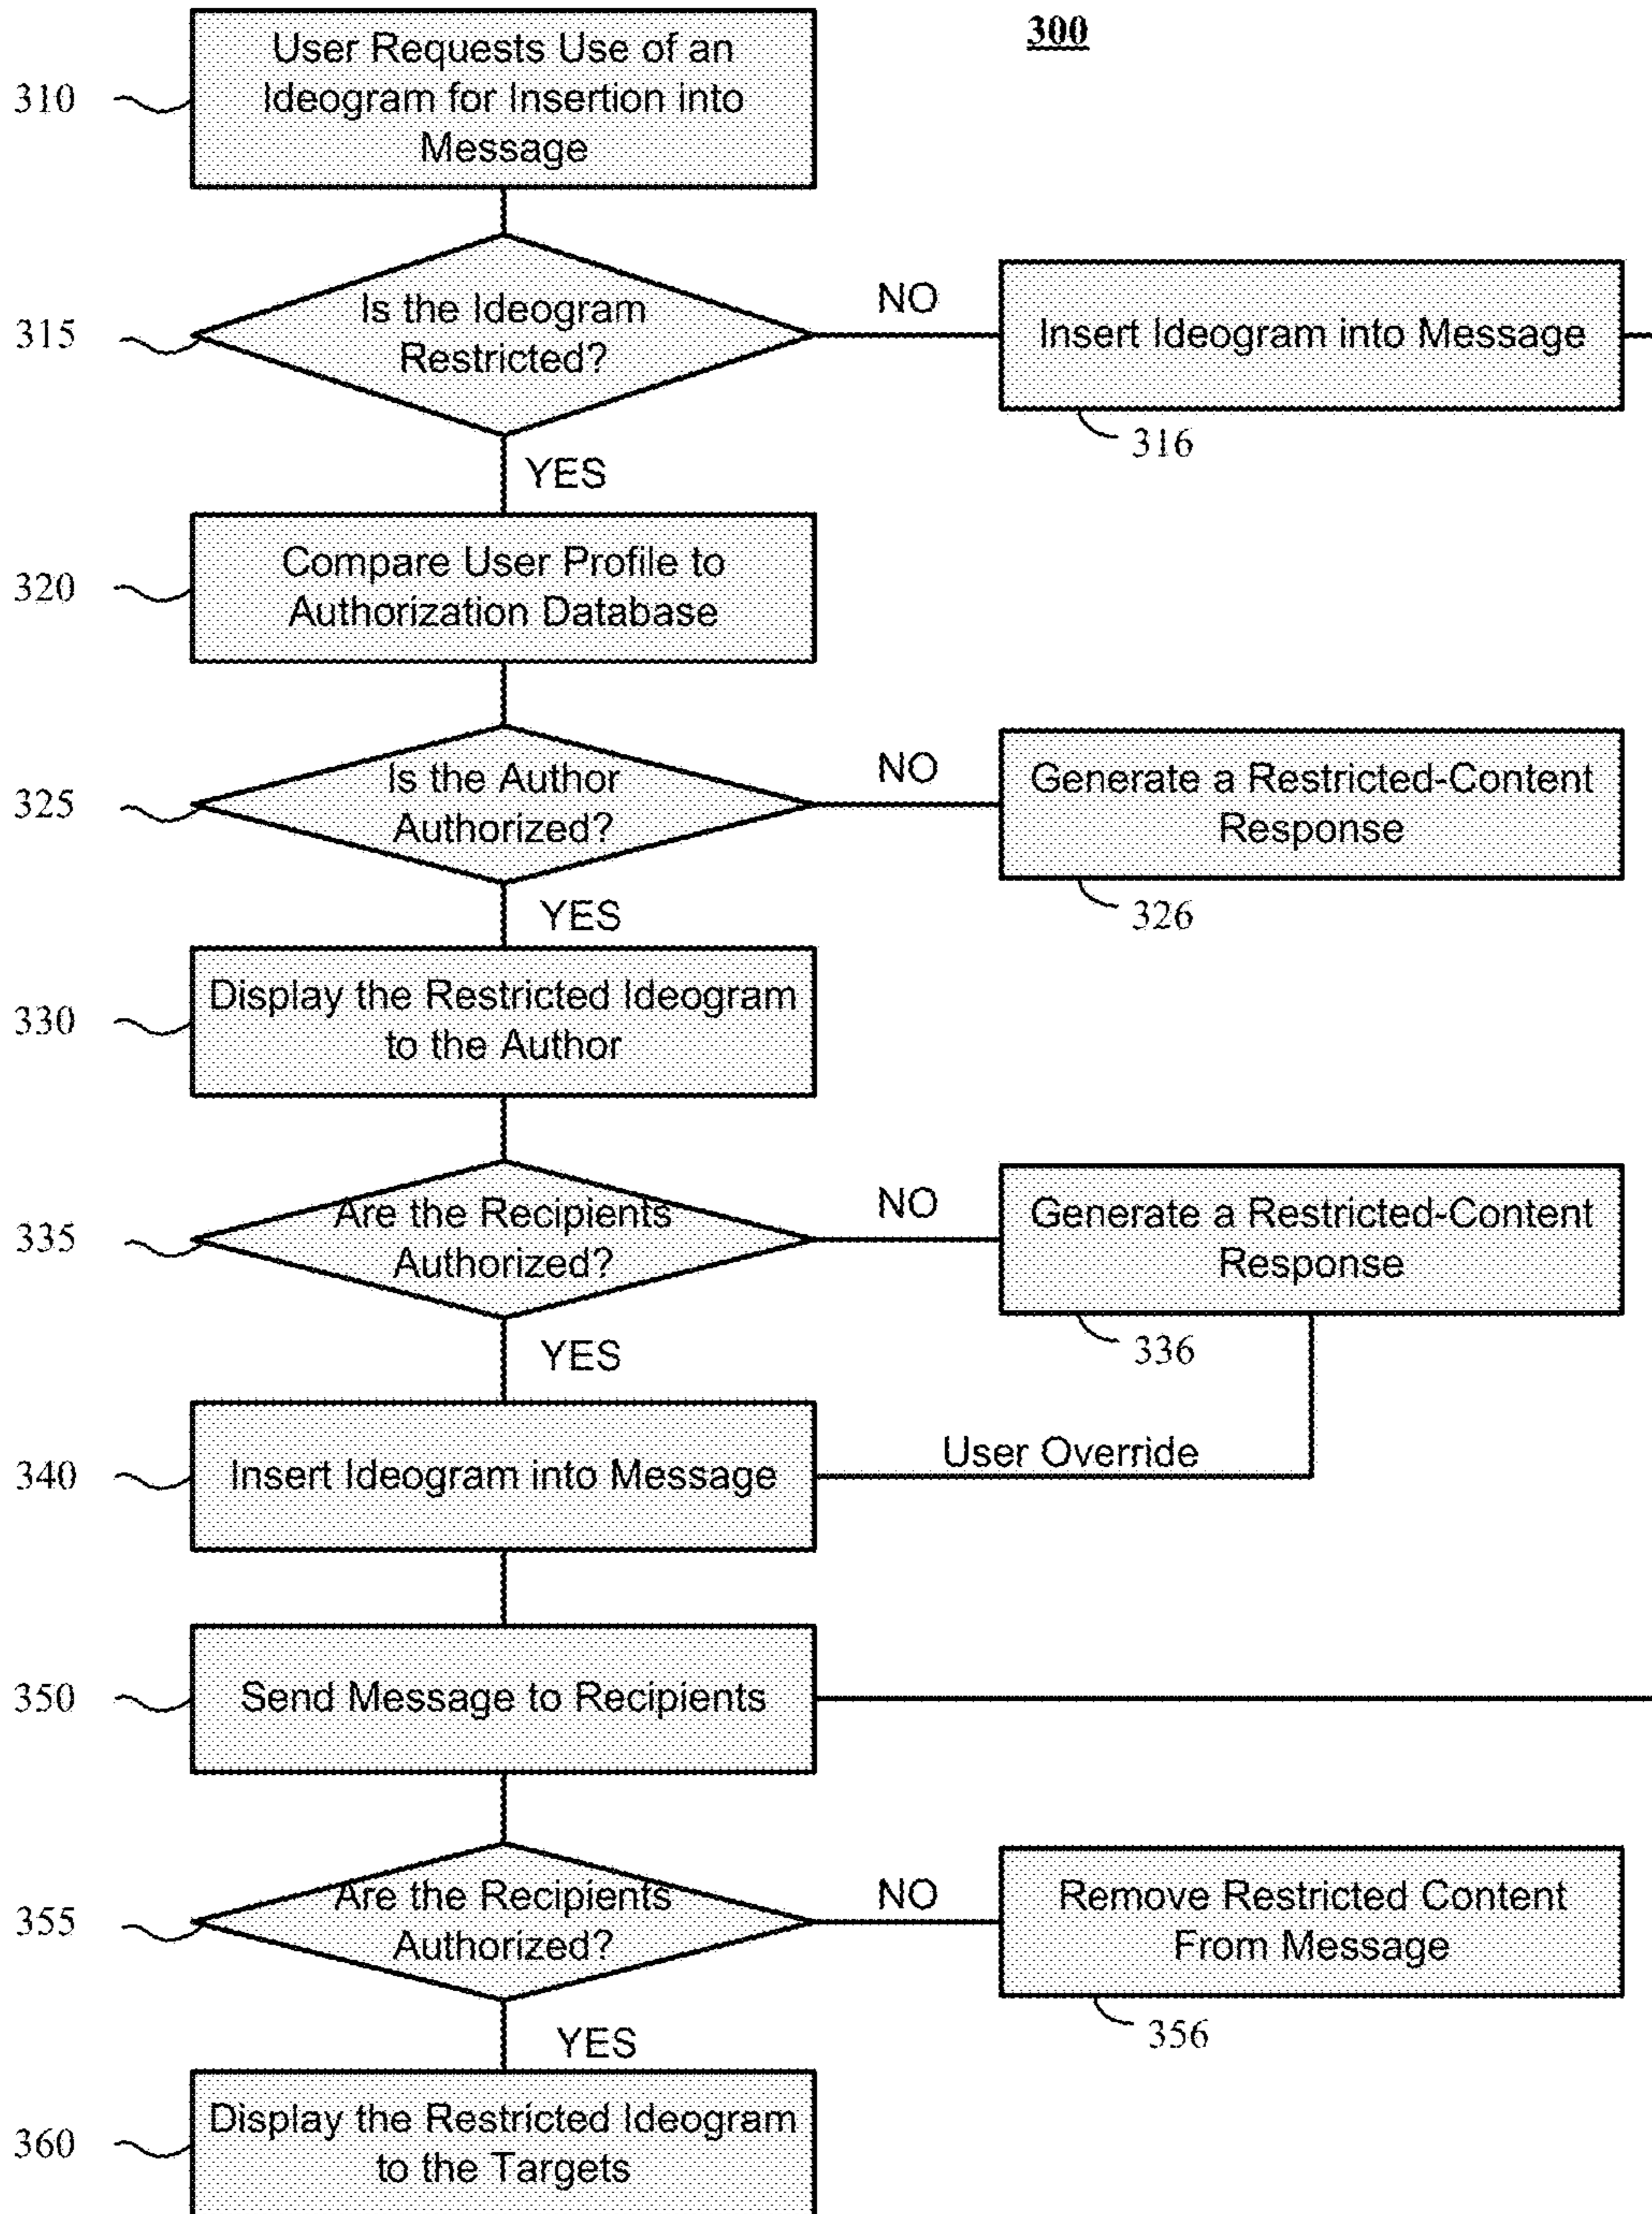 300
310
User Requests Use of an
Ideogram for Insertion into
Message
315
Is the Ideogram
Restricted?
NO
Insert Ideogram into Message
316
YES
320
Compare User Profile to
Authorization Database
325
Is the Author
Authorized?
NO
Generate a Restricted-Content
Response
326
YES
330
Display the Restricted Ideogram
to the Author
335
Are the Recipients
Authorized?
NO
Generate a Restricted-Content
Response
336
YES
340
Insert Ideogram into Message
User Override
350
Send Message to Recipients
355
Are the Recipients
Authorized?
NO
Remove Restricted Content
From Message
356
YES
360
Display the Restricted Ideogram
to the Targets